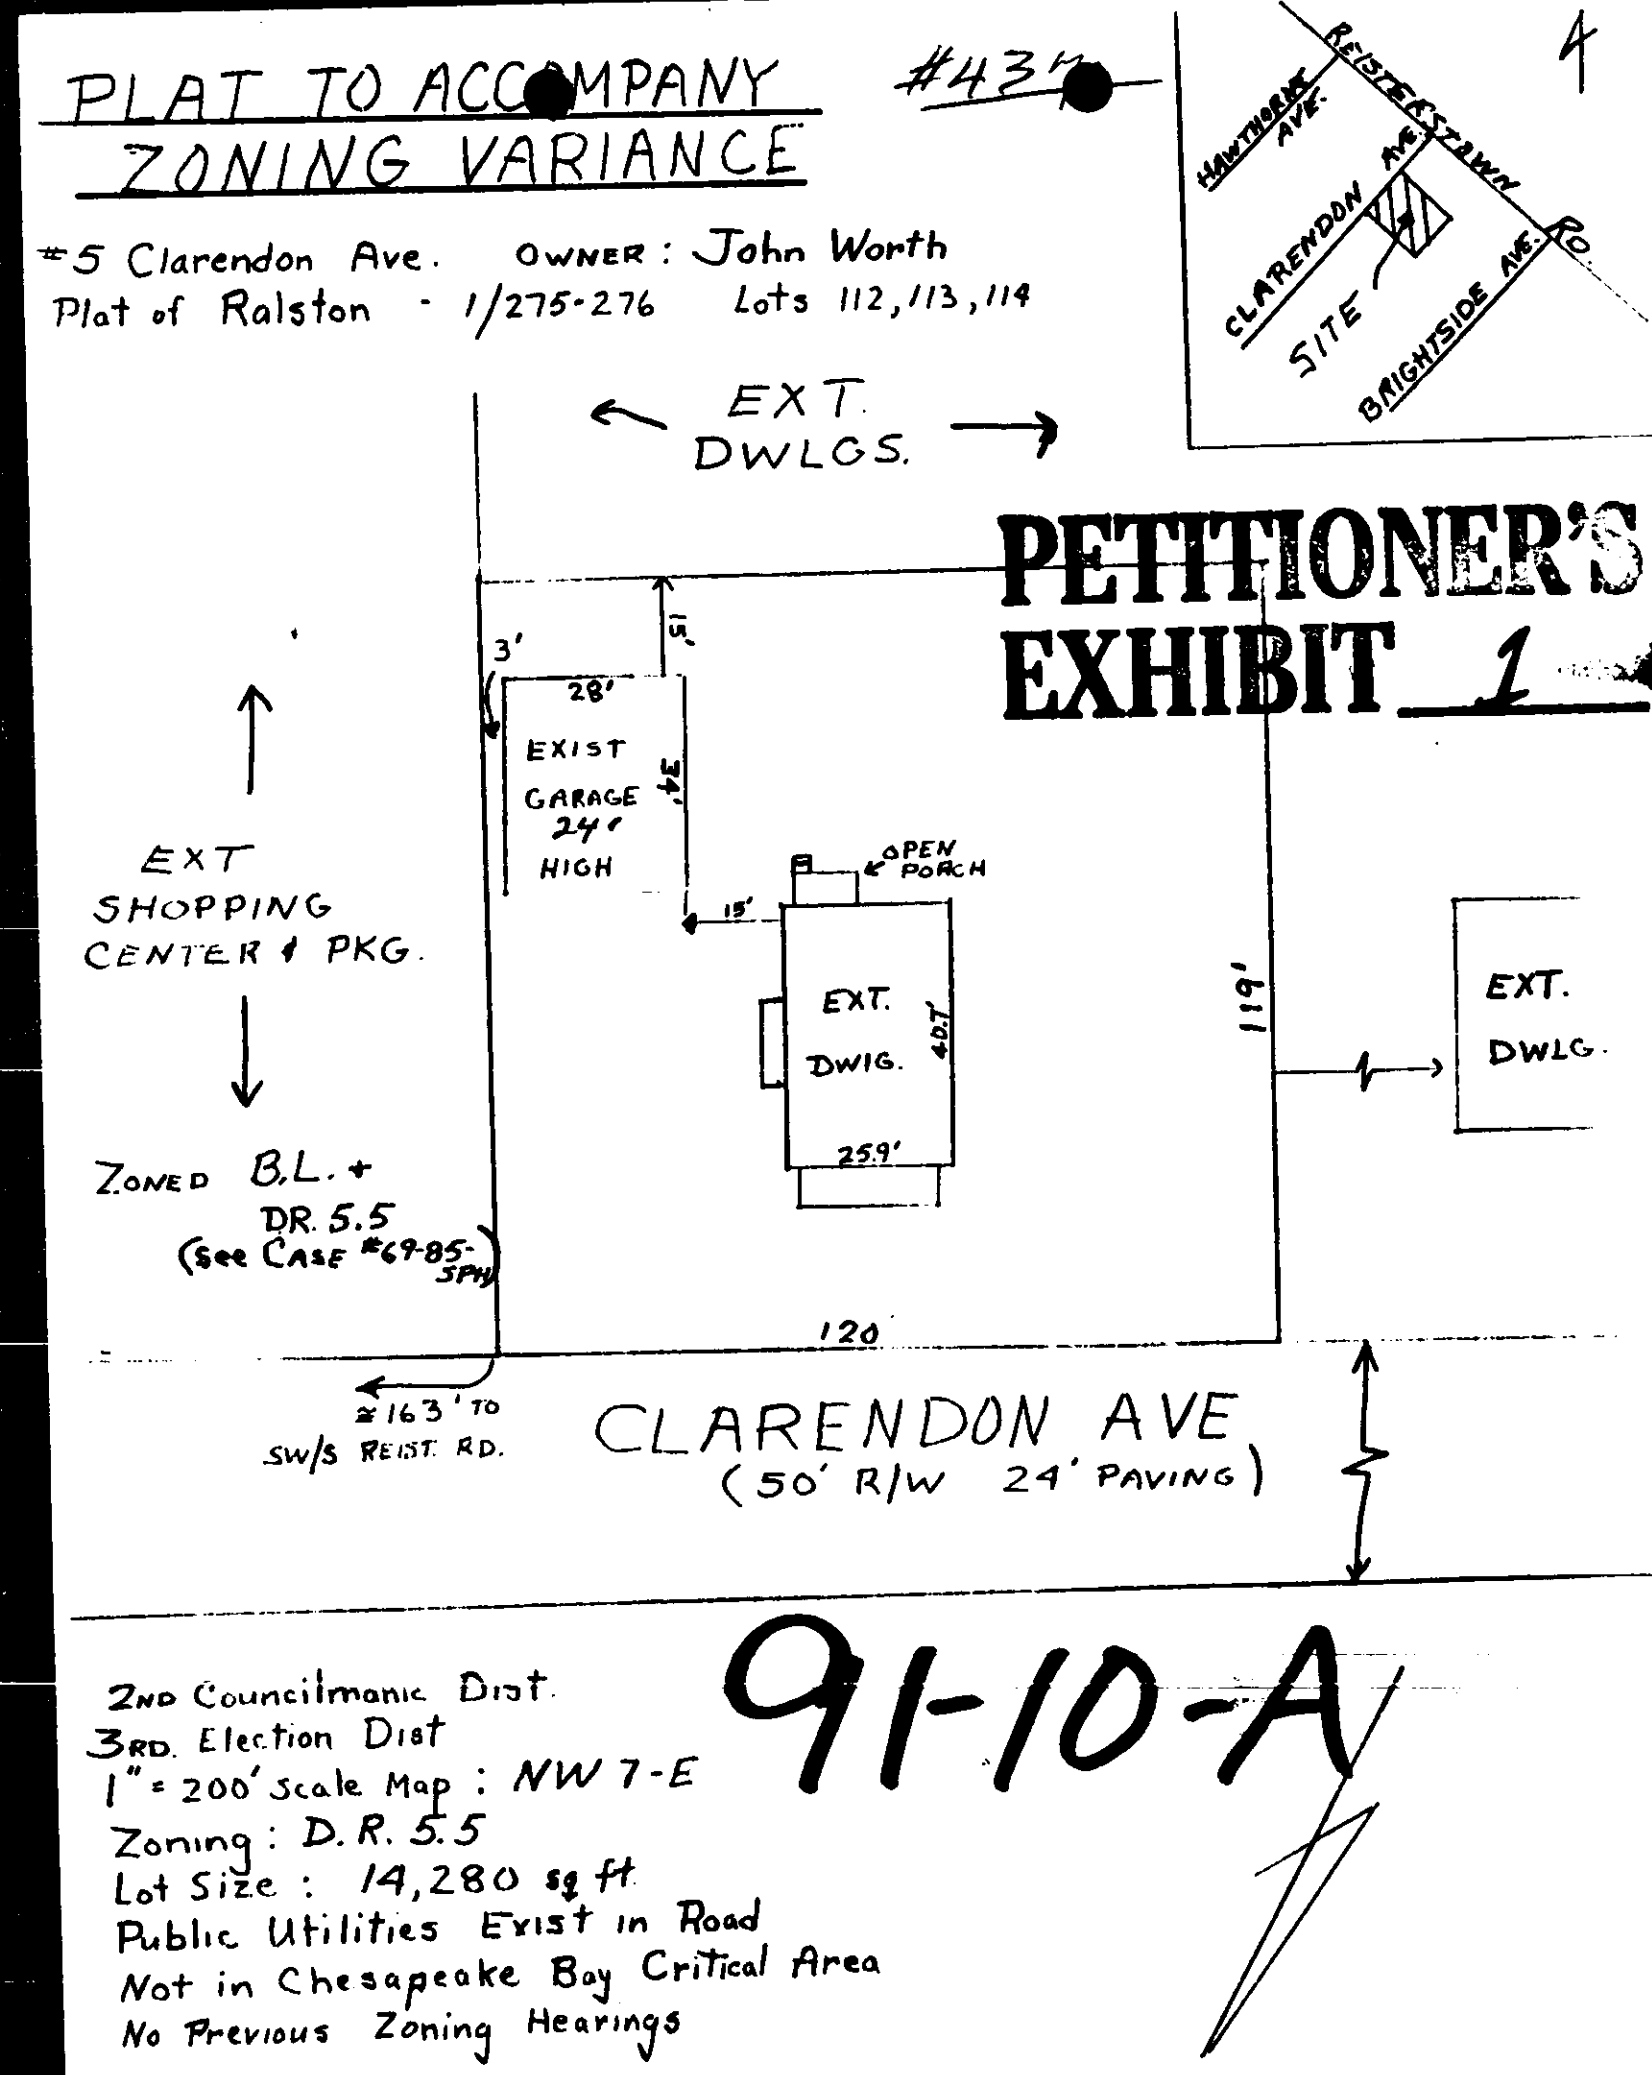 PLAT TO ACCOMPANY
ZONING VARIANCE
#5 Clarendon Ave. OWNER: John Worth
Plat of Ralston - 1/275-276 Lots 112, 113, 114
HAWTHORNE AVE.
REISTERSTOWN RD.
CLARENDON AVE.
SITE
BRIGHTSIDE AVE.
EXT.
DWLGS.
PETITIONER'S
EXHIBIT 1
3'
15'
28'
EXIST
GARAGE
24'
HIGH
34'
EXT
SHOPPING
CENTER & PKG.
OPEN
PORCH
15'
EXT.
DWLG.
40.7'
25.9'
119'
EXT.
DWLG.
ZONED B.L. +
DR. 5.5
(See CASE #69-85-
SPH)
120
≅ 163' TO
SW/S REIST. RD.
CLARENDON AVE
(50' R/W 24' PAVING)
91-10-A
2ND Councilmanic Dist.
3RD. Election Dist
1" = 200' Scale Map: NW 7-E
Zoning: D.R. 5.5
Lot Size: 14,280 sq ft.
Public Utilities Exist in Road
Not in Chesapeake Bay Critical Area
No Previous Zoning Hearings